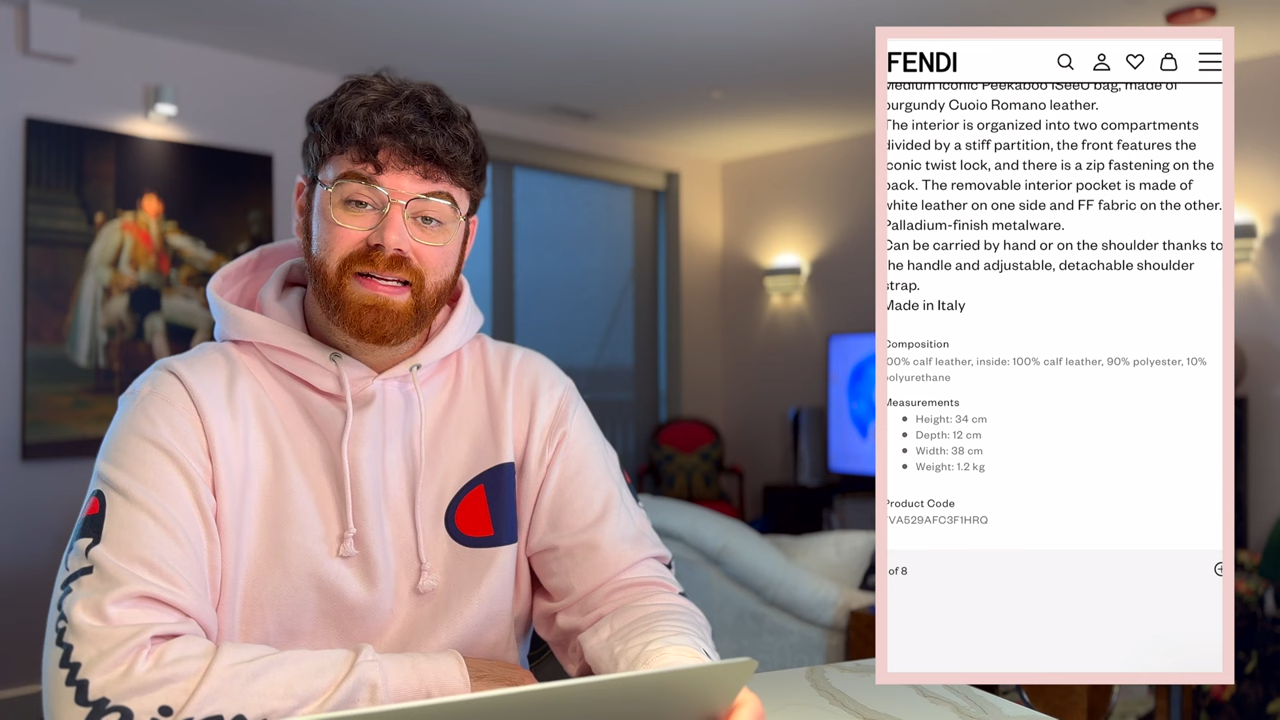 FENDI
Medium Iconic Peekaboo ISeeU bag, made of
burgundy Cuoio Romano leather.
The interior is organized into two compartments
divided by a stiff partition, the front features the
iconic twist lock, and there is a zip fastening on the
back. The removable interior pocket is made of
white leather on one side and FF fabric on the other.
Palladium-finish metalware.
Can be carried by hand or on the shoulder thanks to
the handle and adjustable, detachable shoulder
strap.
Made in Italy
Composition
00% calf leather, inside: 100% calf leather, 90% polyester, 10%
polyurethane
Measurements
Height: 34 cm
Depth: 12 cm
Width: 38 cm
Weight: 1.2 kg
Product Code
VA529AFC3F1HRQ
of 8